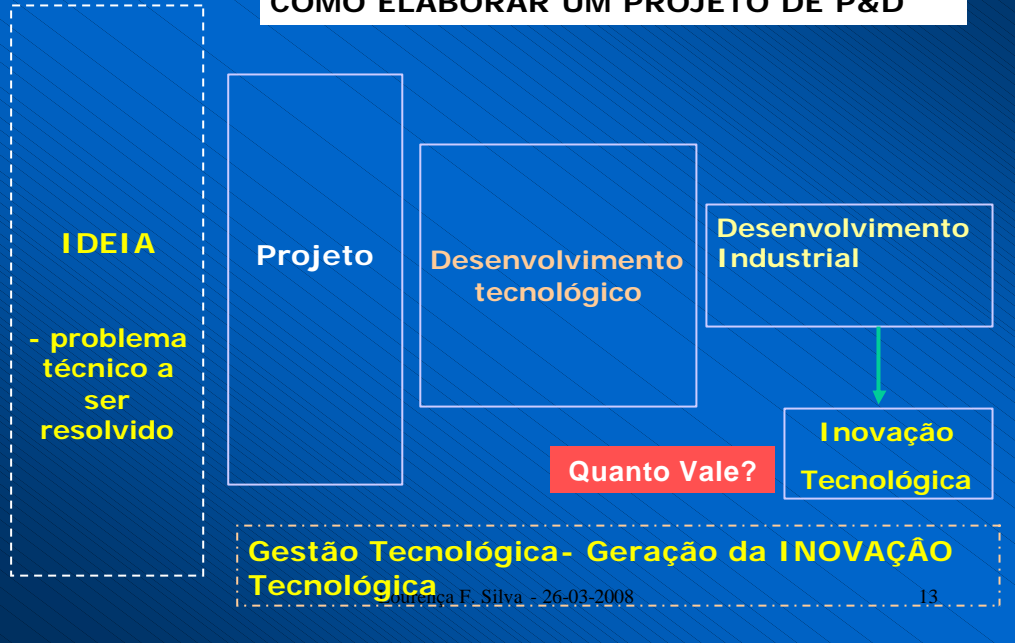 COMO ELABORAR UM PROJETO DE P&D
IDEIA
- problema
técnico a
ser
resolvido
Projeto
Desenvolvimento
tecnológico
Desenvolvimento
Industrial
Inovação
Tecnológica
Quanto Vale?
Gestão Tecnológica- Geração da INOVAÇÂO
Tecnológica
F. Silva - 26-03-2008
13